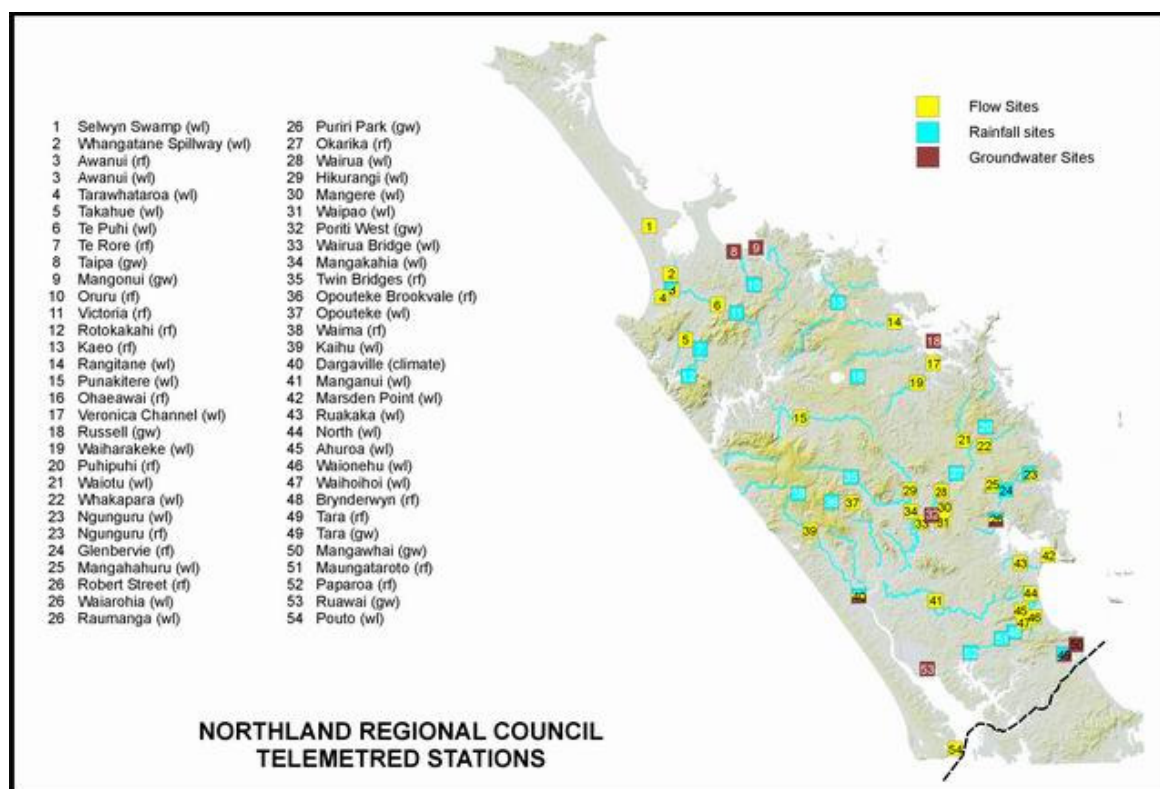 1 Selwyn Swamp (wl)
2 Whangatane Spillway (wl)
3 Awanui (rf)
3 Awanui (wl)
4 Tarawhataroa (wl)
5 Takahue (wl)
6 Te Puhi (wl)
7 Te Rore (rf)
8 Taipa (gw)
9 Mangonui (gw)
10 Oruru (rf)
11 Victoria (rf)
12 Rotokakahi (rf)
13 Kaeo (rf)
14 Rangitane (wl)
15 Punakitere (wl)
16 Ohaeawai (rf)
17 Veronica Channel (wl)
18 Russell (gw)
19 Waiharakeke (wl)
20 Puhipuhi (rf)
21 Waiotu (wl)
22 Whakapara (wl)
23 Ngunguru (wl)
23 Ngunguru (rf)
24 Glenbervie (rf)
25 Mangahahuru (wl)
26 Robert Street (rf)
26 Waiarohia (wl)
26 Raumanga (wl)
26 Puriri Park (gw)
27 Okarika (rf)
28 Wairua (wl)
29 Hikurangi (wl)
30 Mangere (wl)
31 Waipao (wl)
32 Poriti West (gw)
33 Wairua Bridge (wl)
34 Mangakahia (wl)
35 Twin Bridges (rf)
36 Opouteke Brookvale (rf)
37 Opouteke (wl)
38 Waima (rf)
39 Kaihu (wl)
40 Dargaville (climate)
41 Manganui (wl)
42 Marsden Point (wl)
43 Ruakaka (wl)
44 North (wl)
45 Ahuroa (wl)
46 Waionehu (wl)
47 Waihoihoi (wl)
48 Brynderwyn (rf)
49 Tara (rf)
49 Tara (gw)
50 Mangawhai (gw)
51 Maungataroto (rf)
52 Paparoa (rf)
53 Ruawai (gw)
54 Pouto (wl)
Flow Sites
Rainfall sites
Groundwater Sites
1
9
8
2
10
3
4
6
13
11
14
5
18
7
17
12
16
19
15
20
21
22
35
23
25
24
29
28
38
36
37
34
32
30
33
31
39
42
43
40
41
44
45
46
47
51
50
52
53
54
NORTHLAND REGIONAL COUNCIL
TELEMETRED STATIONS